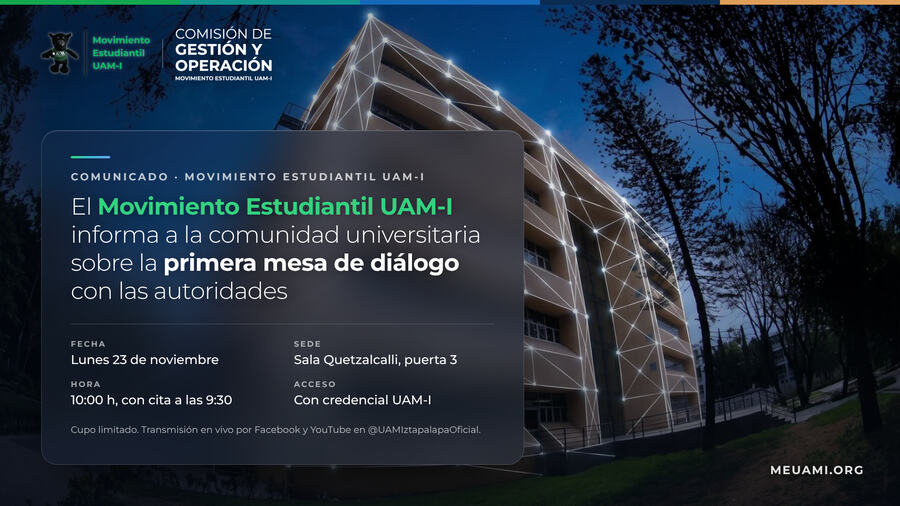 Movimiento
Estudiantil
UAM-I
COMISIÓN DE
GESTIÓN Y
OPERACIÓN
MOVIMIENTO ESTUDIANTIL UAM-I
COMUNICADO · MOVIMIENTO ESTUDIANTIL UAM-I
El Movimiento Estudiantil UAM-I
informa a la comunidad universitaria
sobre la primera mesa de diálogo
con las autoridades
FECHA
Lunes 23 de noviembre
SEDE
Sala Quetzalcalli, puerta 3
HORA
10:00 h, con cita a las 9:30
ACCESO
Con credencial UAM-I
Cupo limitado. Transmisión en vivo por Facebook y YouTube en @UAMIztapalapaOficial.
MEUAMI.ORG